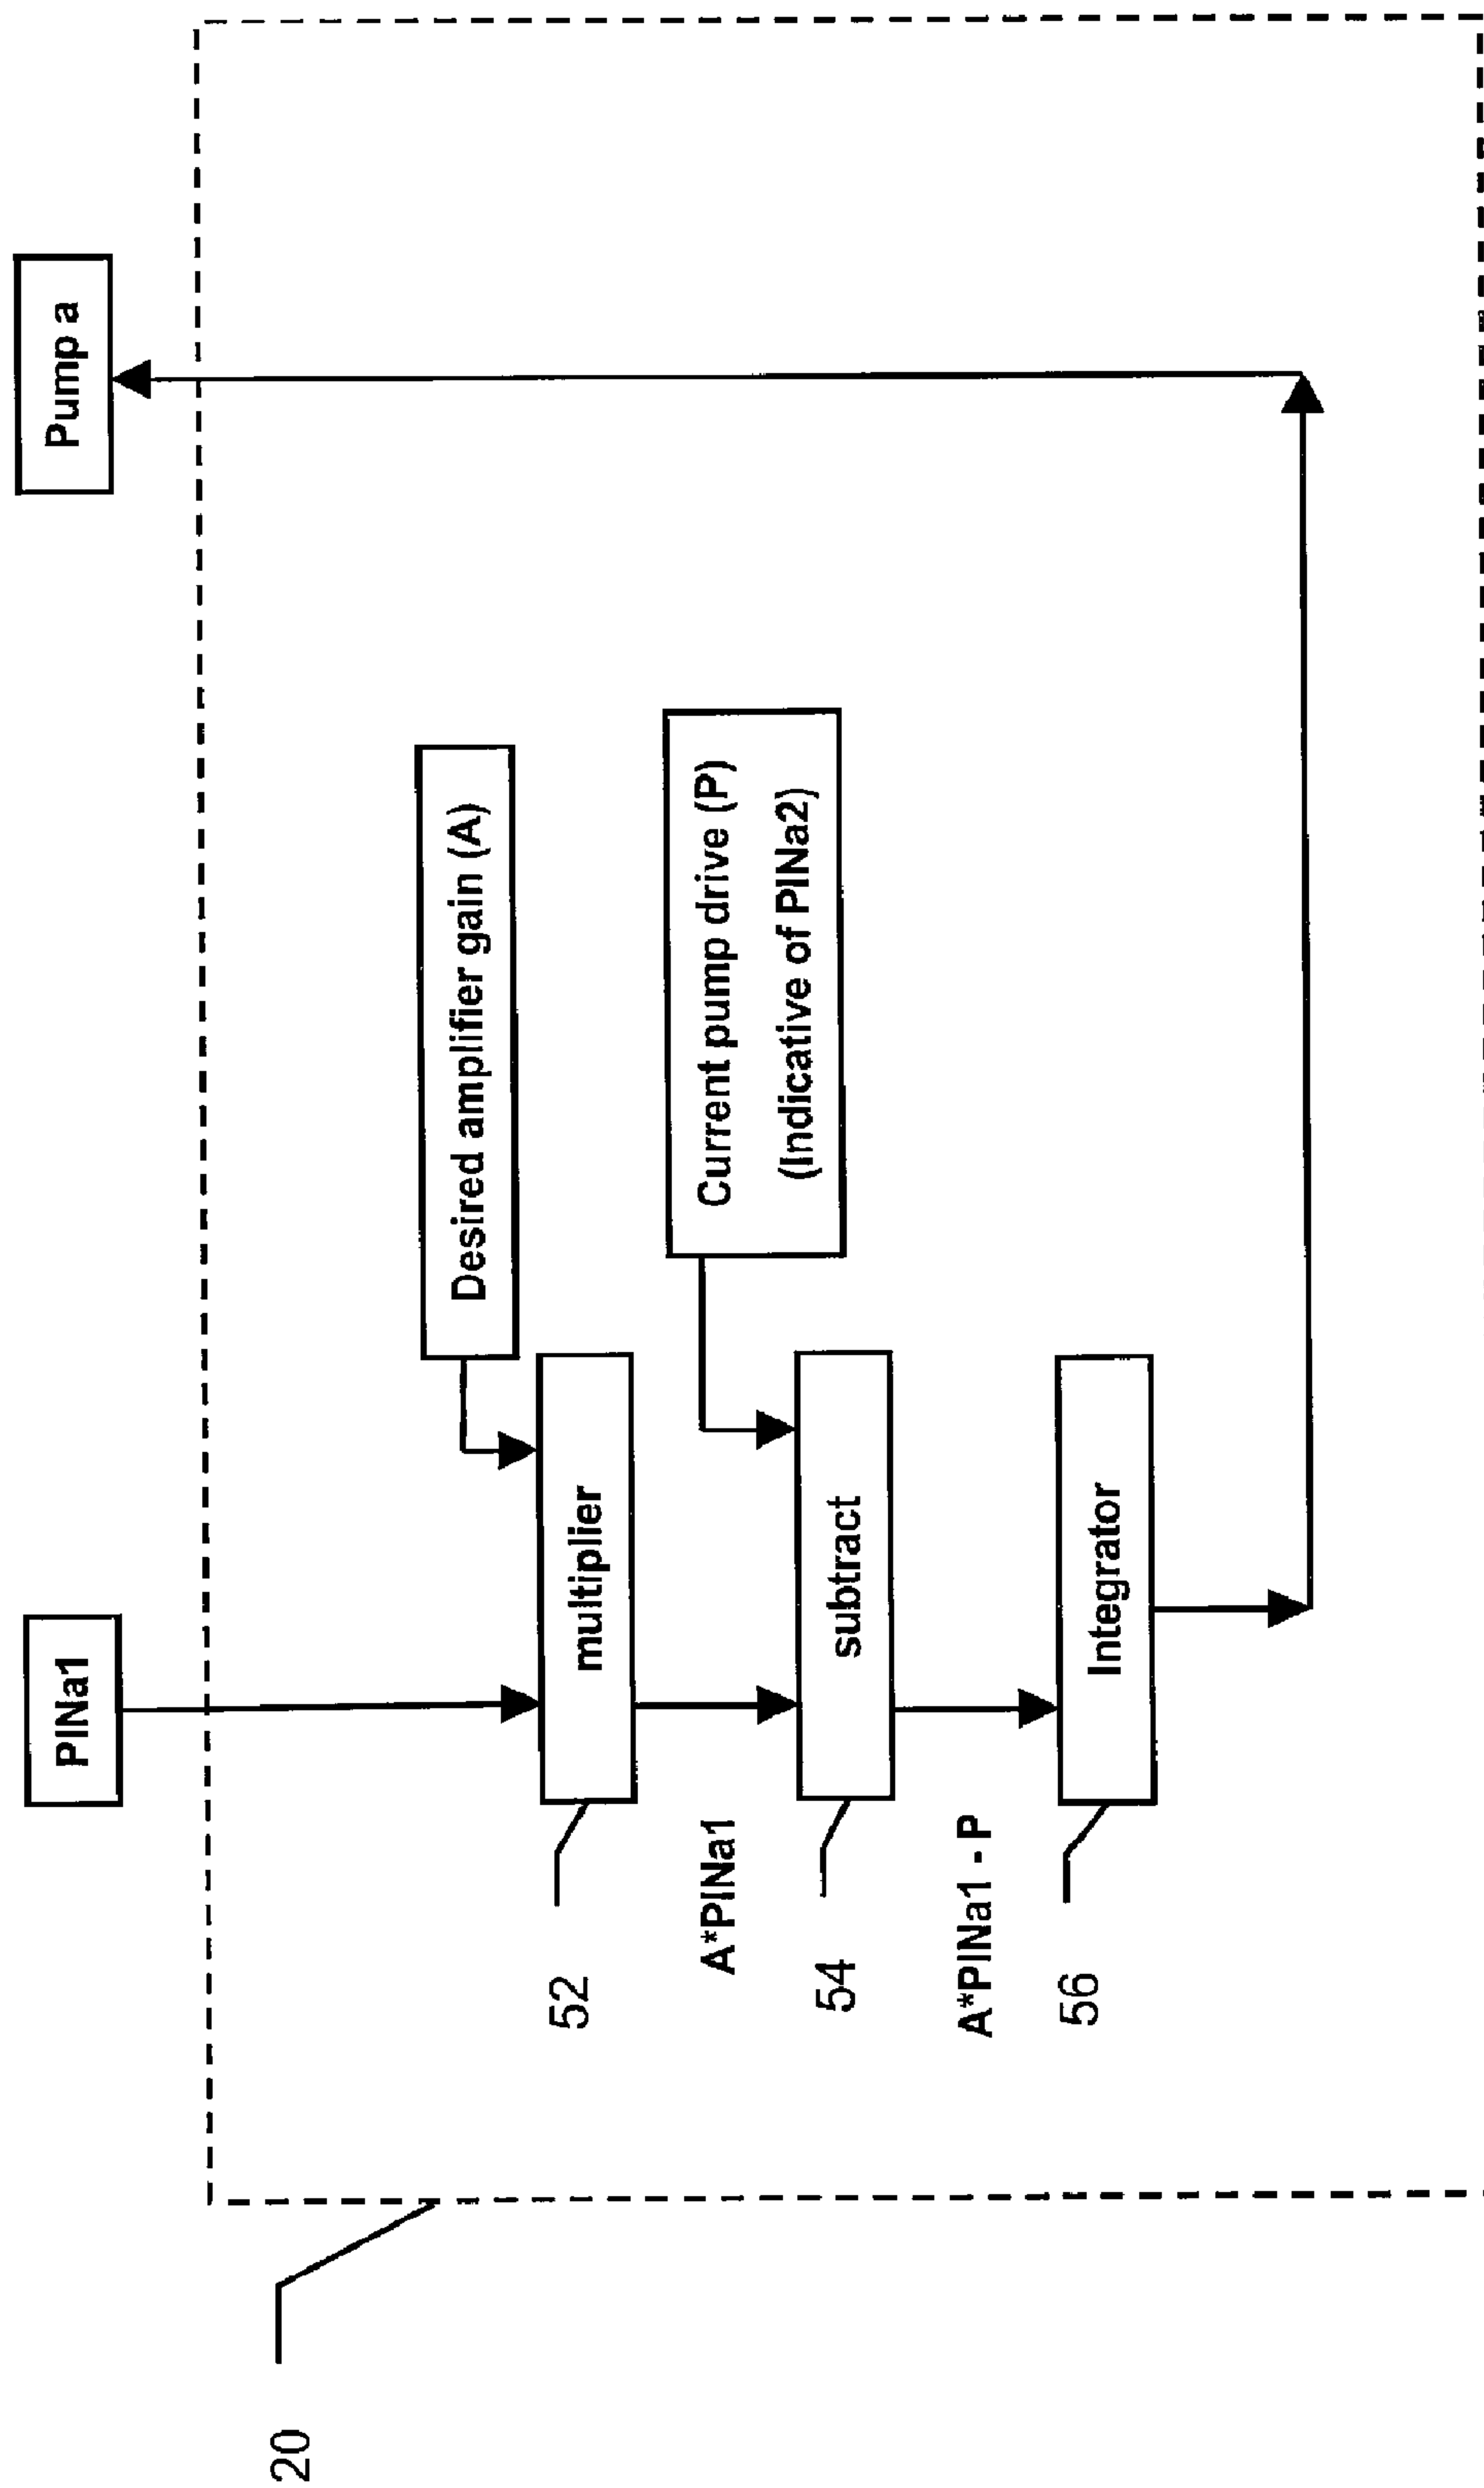 20
PINa1
Pump a
Desired amplifier gain (A)
52
multiplier
A*PINa1
Current pump drive (P)
(Indicative of PINa2)
54
subtract
A*PINa1 - P
56
Integrator